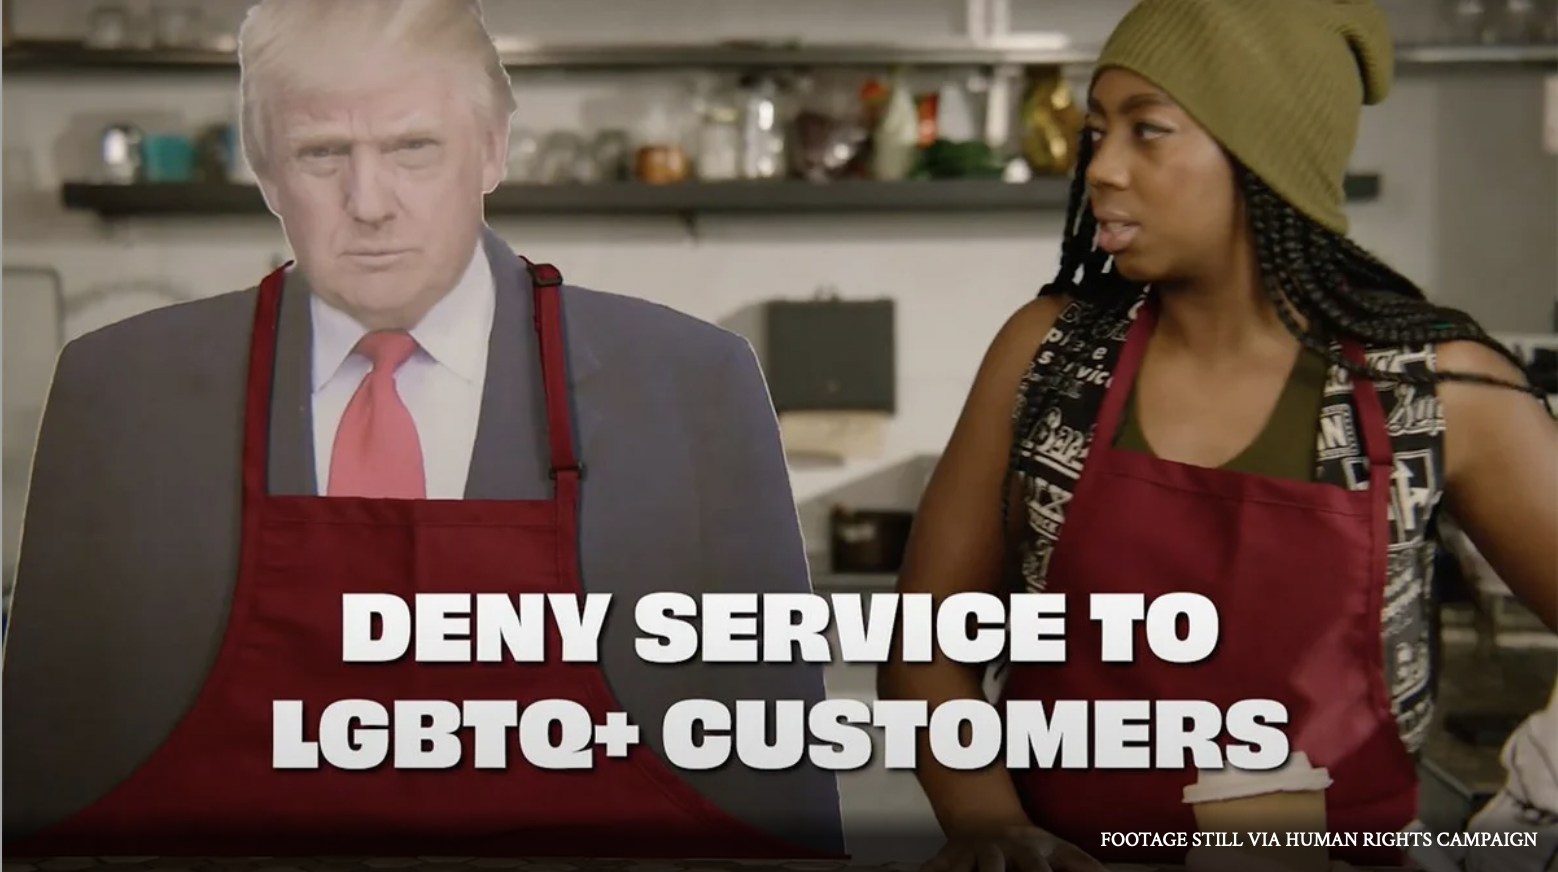 DENY SERVICE TO
LGBTQ+ CUSTOMERS
FOOTAGE STILL VIA HUMAN RIGHTS CAMPAIGN